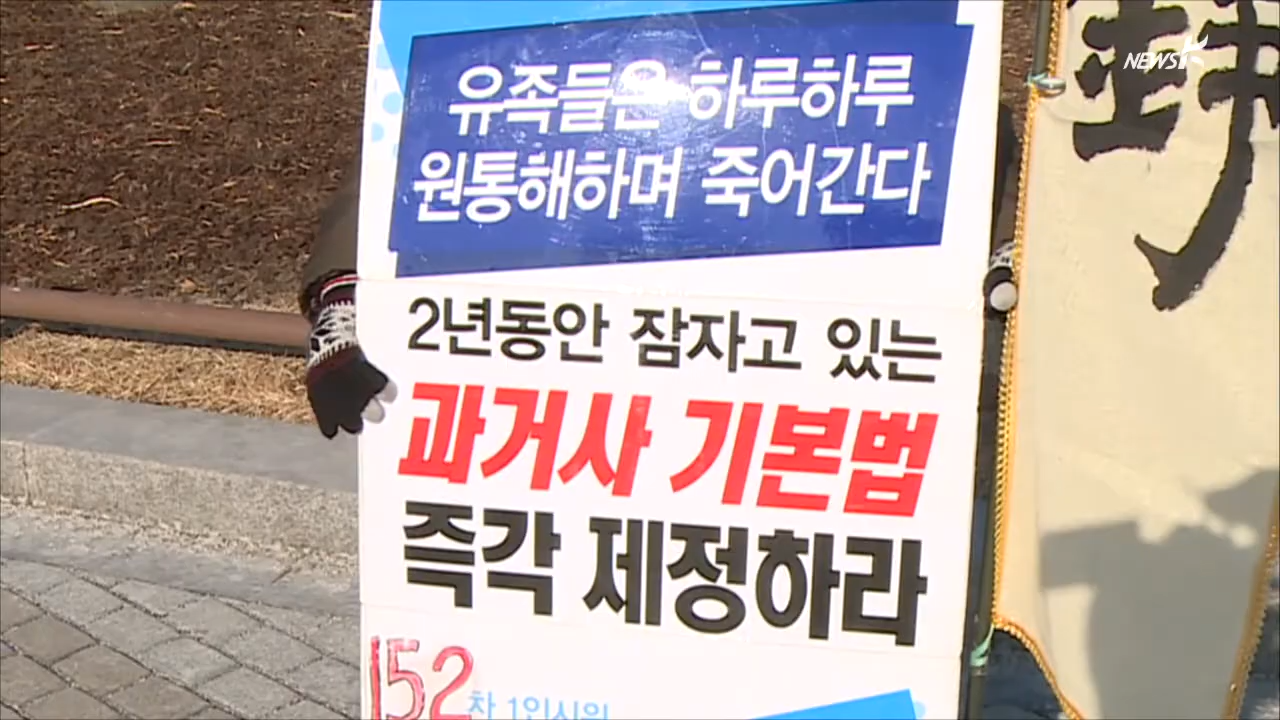 NEWS
유족들은 하루하루
원통해하며 죽어간다
2년동안 잠자고 있는
과거사 기본법
즉각 제정하라
152차 1인시위